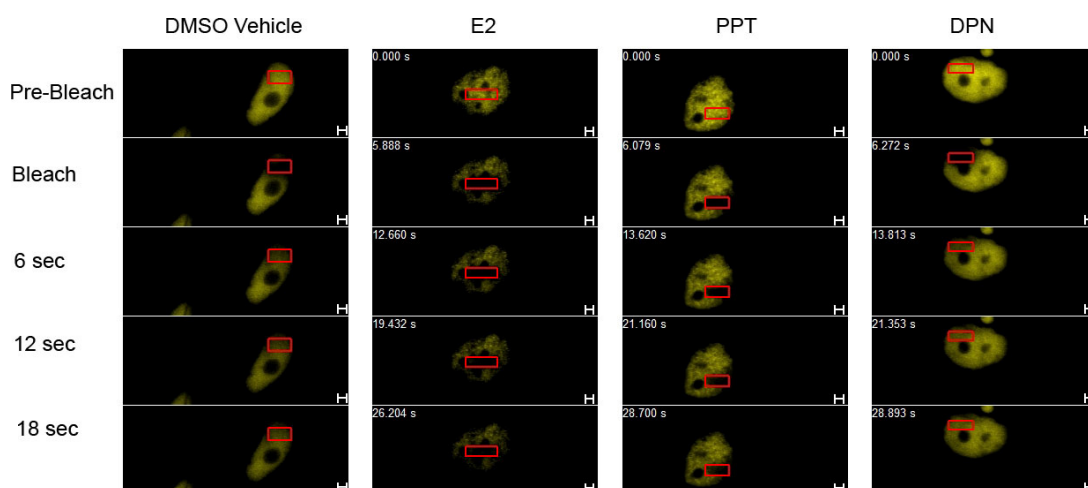 DMSO Vehicle E2 PPT DPN
Pre-Bleach 0.000 s 0.000 s 0.000 s
Bleach 5.888 s 6.079 s 6.272 s
6 sec 12.660 s 13.620 s 13.813 s
12 sec 19.432 s 21.160 s 21.353 s
18 sec 26.204 s 28.700 s 28.893 s